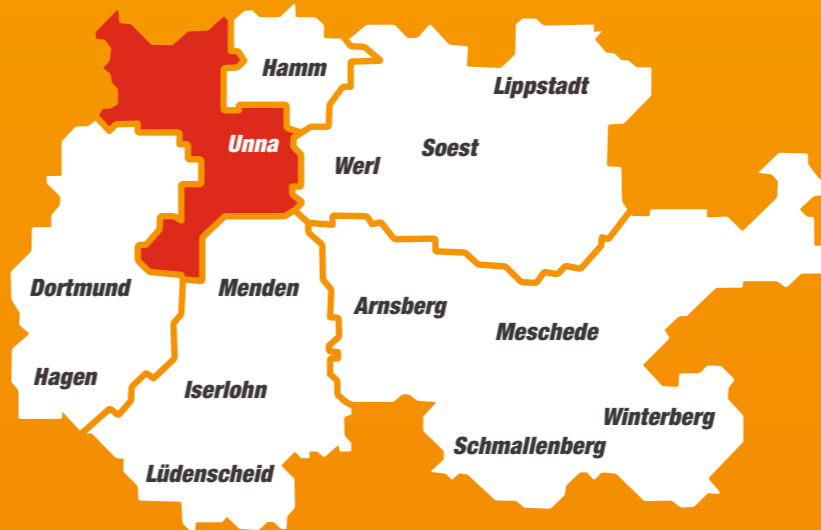 Hamm
Lippstadt
Unna
Soest
Werl
Dortmund
Menden
Arnsberg
Meschede
Hagen
Iserlohn
Winterberg
Schmallenberg
Lüdenscheid